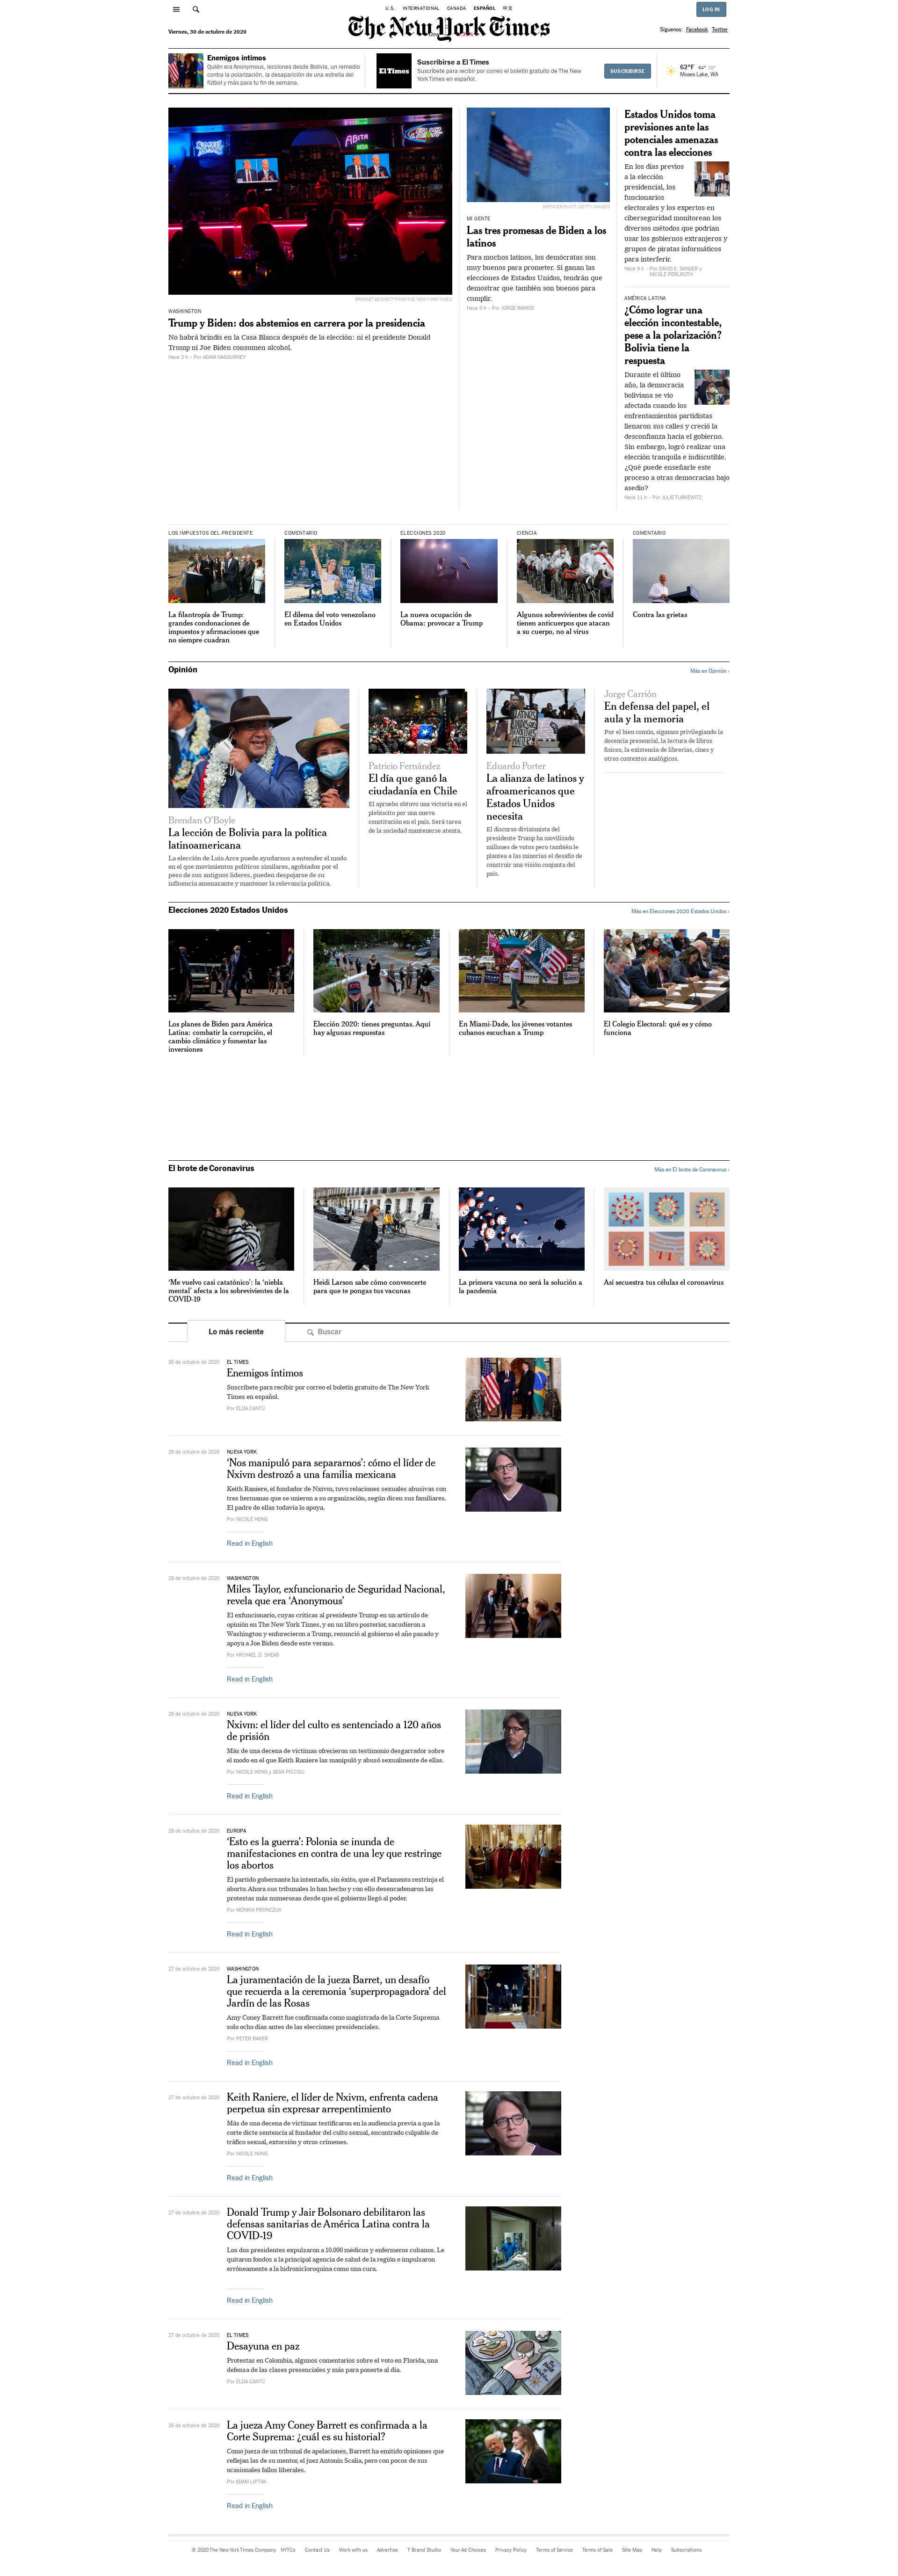 U.S. INTERNATIONAL CANADA ESPAÑOL 中文
LOG IN
The New York Times
Viernes, 30 de octubre de 2020
Síguenos: Facebook Twitter
Enemigos íntimos
Quién era Anonymous, lecciones desde Bolivia, un remedio
contra la polarización, la desaparición de una estrella del
fútbol y más para tu fin de semana.
El Times
Suscribirse a El Times
Suscríbete para recibir por correo el boletín gratuito de The New
York Times en español.
SUSCRIBIRSE
62°F 64° 28°
Moses Lake, WA
ABITA
BEER
BRIDGET BENNETT PARA THE NEW YORK TIMES
WASHINGTON
Trump y Biden: dos abstemios en carrera por la presidencia
No habrá brindis en la Casa Blanca después de la elección: ni el presidente Donald
Trump ni Joe Biden consumen alcohol.
Hace 3 h – Por ADAM NAGOURNEY
SPENCER PLATT/GETTY IMAGES
MI GENTE
Las tres promesas de Biden a los
latinos
Para muchos latinos, los demócratas son
muy buenos para prometer. Si ganan las
elecciones de Estados Unidos, tendrán que
demostrar que también son buenos para
cumplir.
Hace 9 h – Por JORGE RAMOS
Estados Unidos toma
previsiones ante las
potenciales amenazas
contra las elecciones
En los días previos
a la elección
presidencial, los
funcionarios
electorales y los expertos en
ciberseguridad monitorean los
diversos métodos que podrían
usar los gobiernos extranjeros y
grupos de piratas informáticos
para interferir.
Hace 8 h – Por DAVID E. SANGER y
NICOLE PERLROTH
AMÉRICA LATINA
¿Cómo lograr una
elección incontestable,
pese a la polarización?
Bolivia tiene la
respuesta
Durante el último
año, la democracia
boliviana se vio
afectada cuando los
enfrentamientos partidistas
llenaron sus calles y creció la
desconfianza hacia el gobierno.
Sin embargo, logró realizar una
elección tranquila e indiscutible.
¿Qué puede enseñarle este
proceso a otras democracias bajo
asedio?
Hace 11 h – Por JULIE TURKEWITZ
LOS IMPUESTOS DEL PRESIDENTE
La filantropía de Trump:
grandes condonaciones de
impuestos y afirmaciones que
no siempre cuadran
COMENTARIO
El dilema del voto venezolano
en Estados Unidos
ELECCIONES 2020
La nueva ocupación de
Obama: provocar a Trump
CIENCIA
Algunos sobrevivientes de covid
tienen anticuerpos que atacan
a su cuerpo, no al virus
COMENTARIO
Contra las grietas
Opinión
Más en Opinión ›
Brendan O'Boyle
La lección de Bolivia para la política
latinoamericana
La elección de Luis Arce puede ayudarnos a entender el modo
en el que movimientos políticos similares, agobiados por el
peso de sus antiguos líderes, pueden despojarse de su
influencia amenazante y mantener la relevancia política.
Patricio Fernández
El día que ganó la
ciudadanía en Chile
El apruebo obtuvo una victoria en el
plebiscito por una nueva
constitución en el país. Será tarea
de la sociedad mantenerse atenta.
Eduardo Porter
La alianza de latinos y
afroamericanos que
Estados Unidos
necesita
El discurso divisionista del
presidente Trump ha movilizado
millones de votos pero también le
plantea a las minorías el desafío de
construir una visión conjunta del
país.
Jorge Carrión
En defensa del papel, el
aula y la memoria
Por el bien común, sigamos privilegiando la
docencia presencial, la lectura de libros
físicos, la existencia de librerías, cines y
otros contextos analógicos.
Elecciones 2020 Estados Unidos
Más en Elecciones 2020 Estados Unidos ›
Los planes de Biden para América
Latina: combatir la corrupción, el
cambio climático y fomentar las
inversiones
Elección 2020: tienes preguntas. Aquí
hay algunas respuestas
En Miami-Dade, los jóvenes votantes
cubanos escuchan a Trump
El Colegio Electoral: qué es y cómo
funciona
El brote de Coronavirus
Más en El brote de Coronavirus ›
‘Me vuelvo casi catatónico’: la ‘niebla
mental’ afecta a los sobrevivientes de la
COVID-19
Heidi Larson sabe cómo convencerte
para que te pongas tus vacunas
La primera vacuna no será la solución a
la pandemia
Así secuestra tus células el coronavirus
Lo más reciente
Buscar
30 de octubre de 2020
EL TIMES
Enemigos íntimos
Suscríbete para recibir por correo el boletín gratuito de The New York
Times en español.
Por ELDA CANTÚ
29 de octubre de 2020
NUEVA YORK
‘Nos manipuló para separarnos’: cómo el líder de
Nxivm destrozó a una familia mexicana
Keith Raniere, el fundador de Nxivm, tuvo relaciones sexuales abusivas con
tres hermanas que se unieron a su organización, según dicen sus familiares.
El padre de ellas todavía lo apoya.
Por NICOLE HONG
Read in English
28 de octubre de 2020
WASHINGTON
Miles Taylor, exfuncionario de Seguridad Nacional,
revela que era ‘Anonymous’
El exfuncionario, cuyas críticas al presidente Trump en un artículo de
opinión en The New York Times, y en un libro posterior, sacudieron a
Washington y enfurecieron a Trump, renunció al gobierno el año pasado y
apoya a Joe Biden desde este verano.
Por MICHAEL D. SHEAR
Read in English
28 de octubre de 2020
NUEVA YORK
Nxivm: el líder del culto es sentenciado a 120 años
de prisión
Más de una decena de víctimas ofrecieron un testimonio desgarrador sobre
el modo en el que Keith Raniere las manipuló y abusó sexualmente de ellas.
Por NICOLE HONG y SEAN PICCOLI
Read in English
28 de octubre de 2020
EUROPA
‘Esto es la guerra’: Polonia se inunda de
manifestaciones en contra de una ley que restringe
los abortos
El partido gobernante ha intentado, sin éxito, que el Parlamento restrinja el
aborto. Ahora sus tribunales lo han hecho y con ello desencadenaron las
protestas más numerosas desde que el gobierno llegó al poder.
Por MONIKA PRONCZUK
Read in English
27 de octubre de 2020
WASHINGTON
La juramentación de la jueza Barret, un desafío
que recuerda a la ceremonia ‘superpropagadora’ del
Jardín de las Rosas
Amy Coney Barrett fue confirmada como magistrada de la Corte Suprema
solo ocho días antes de las elecciones presidenciales.
Por PETER BAKER
Read in English
27 de octubre de 2020
Keith Raniere, el líder de Nxivm, enfrenta cadena
perpetua sin expresar arrepentimiento
Más de una decena de víctimas testificaron en la audiencia previa a que la
corte dicte sentencia al fundador del culto sexual, encontrado culpable de
tráfico sexual, extorsión y otros crímenes.
Por NICOLE HONG
Read in English
27 de octubre de 2020
Donald Trump y Jair Bolsonaro debilitaron las
defensas sanitarias de América Latina contra la
COVID-19
Los dos presidentes expulsaron a 10.000 médicos y enfermeros cubanos. Le
quitaron fondos a la principal agencia de salud de la región e impulsaron
erróneamente a la hidroxicloroquina como una cura.
Read in English
27 de octubre de 2020
EL TIMES
Desayuna en paz
Protestas en Colombia, algunos comentarios sobre el voto en Florida, una
defensa de las clases presenciales y más para ponerte al día.
Por ELDA CANTÚ
26 de octubre de 2020
La jueza Amy Coney Barrett es confirmada a la
Corte Suprema: ¿cuál es su historial?
Como jueza de un tribunal de apelaciones, Barrett ha emitido opiniones que
reflejan las de su mentor, el juez Antonin Scalia, pero con pocos de sus
ocasionales fallos liberales.
Por ADAM LIPTAK
Read in English
© 2020 The New York Times Company NYTCo Contact Us Work with us Advertise T Brand Studio Your Ad Choices Privacy Policy Terms of Service Terms of Sale Site Map Help Subscriptions